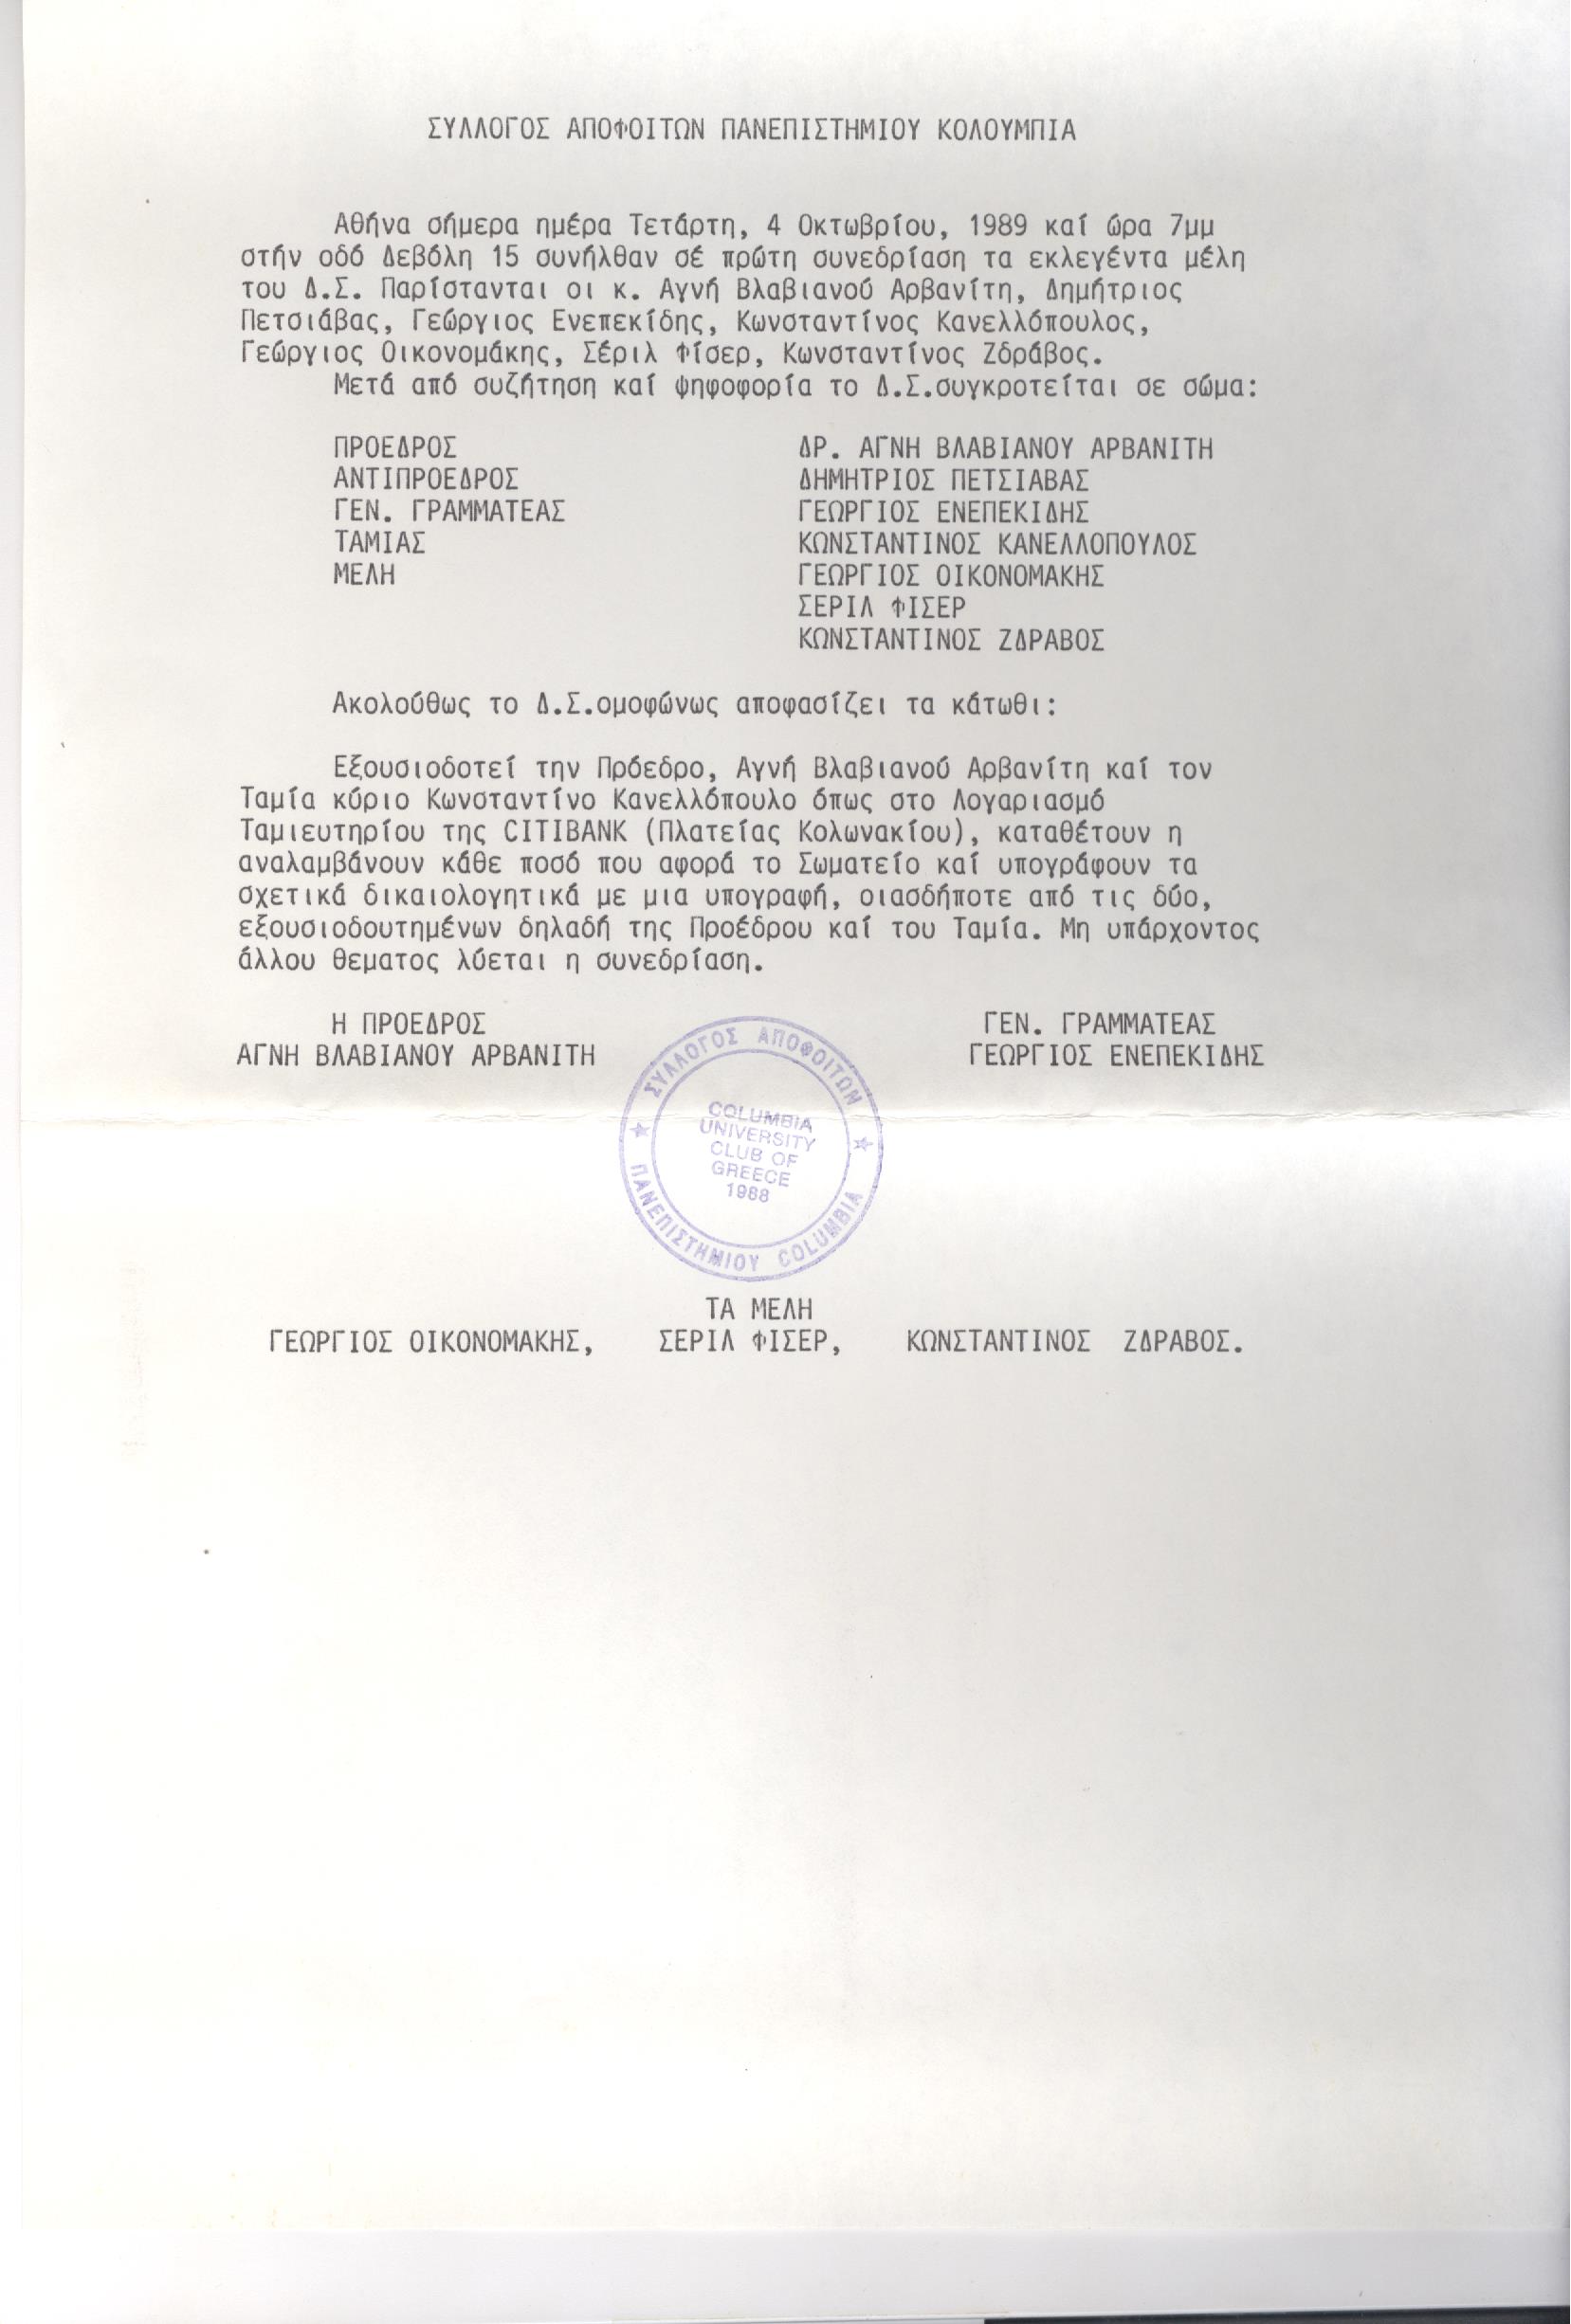 ΣΥΛΛΟΓΟΣ ΑΠΟΦΟΙΤΩΝ ΠΑΝΕΠΙΣΤΗΜΙΟΥ ΚΟΛΟΥΜΠΙΑ
Αθήνα σήμερα ημέρα Τετάρτη, 4 Οκτωβρίου, 1989 καί ώρα 7μμ
στήν οδό Δεβόλη 15 συνήλθαν σέ πρώτη συνεδρίαση τα εκλεγέντα μέλη
του Δ.Σ. Παρίστανται οι κ. Αγνή Βλαβιανού Αρβανίτη, Δημήτριος
Πετσιάβας, Γεώργιος Ενεπεκίδης, Κωνσταντίνος Κανελλόπουλος,
Γεώργιος Οικονομάκης, Σέριλ Φίσερ, Κωνσταντίνος Ζδράβος.
Μετά από συζήτηση καί ψηφοφορία το Δ.Σ.συγκροτείται σε σώμα:
ΠΡΟΕΔΡΟΣ ΔΡ. ΑΓΝΗ ΒΛΑΒΙΑΝΟΥ ΑΡΒΑΝΙΤΗ
ΑΝΤΙΠΡΟΕΔΡΟΣ ΔΗΜΗΤΡΙΟΣ ΠΕΤΣΙΑΒΑΣ
ΓΕΝ. ΓΡΑΜΜΑΤΕΑΣ ΓΕΩΡΓΙΟΣ ΕΝΕΠΕΚΙΔΗΣ
ΤΑΜΙΑΣ ΚΩΝΣΤΑΝΤΙΝΟΣ ΚΑΝΕΛΛΟΠΟΥΛΟΣ
ΜΕΛΗ ΓΕΩΡΓΙΟΣ ΟΙΚΟΝΟΜΑΚΗΣ
ΣΕΡΙΛ ΦΙΣΕΡ
ΚΩΝΣΤΑΝΤΙΝΟΣ ΖΔΡΑΒΟΣ
Ακολούθως το Δ.Σ.ομοφώνως αποφασίζει τα κάτωθι:
Εξουσιοδοτεί την Πρόεδρο, Αγνή Βλαβιανού Αρβανίτη καί τον
Ταμία κύριο Κωνσταντίνο Κανελλόπουλο όπως στο Λογαριασμό
Ταμιευτηρίου της CITIBANK (Πλατείας Κολωνακίου), καταθέτουν η
αναλαμβάνουν κάθε ποσό που αφορά το Σωματείο καί υπογράφουν τα
σχετικά δικαιολογητικά με μια υπογραφή, οιασδήποτε από τις δύο,
εξουσιοδουτημένων δηλαδή της Προέδρου καί του Ταμία. Μη υπάρχοντος
άλλου θεματος λύεται η συνεδρίαση.
Η ΠΡΟΕΔΡΟΣ ΓΕΝ. ΓΡΑΜΜΑΤΕΑΣ
ΑΓΝΗ ΒΛΑΒΙΑΝΟΥ ΑΡΒΑΝΙΤΗ ΓΕΩΡΓΙΟΣ ΕΝΕΠΕΚΙΔΗΣ
ΣΥΛΛΟΓΟΣ ΑΠΟΦΟΙΤΩΝ
COLUMBIA
UNIVERSITY
CLUB OF
GREECE
1988
ΠΑΝΕΠΙΣΤΗΜΙΟΥ COLUMBIA
ΤΑ ΜΕΛΗ
ΓΕΩΡΓΙΟΣ ΟΙΚΟΝΟΜΑΚΗΣ, ΣΕΡΙΛ ΦΙΣΕΡ, ΚΩΝΣΤΑΝΤΙΝΟΣ ΖΔΡΑΒΟΣ.